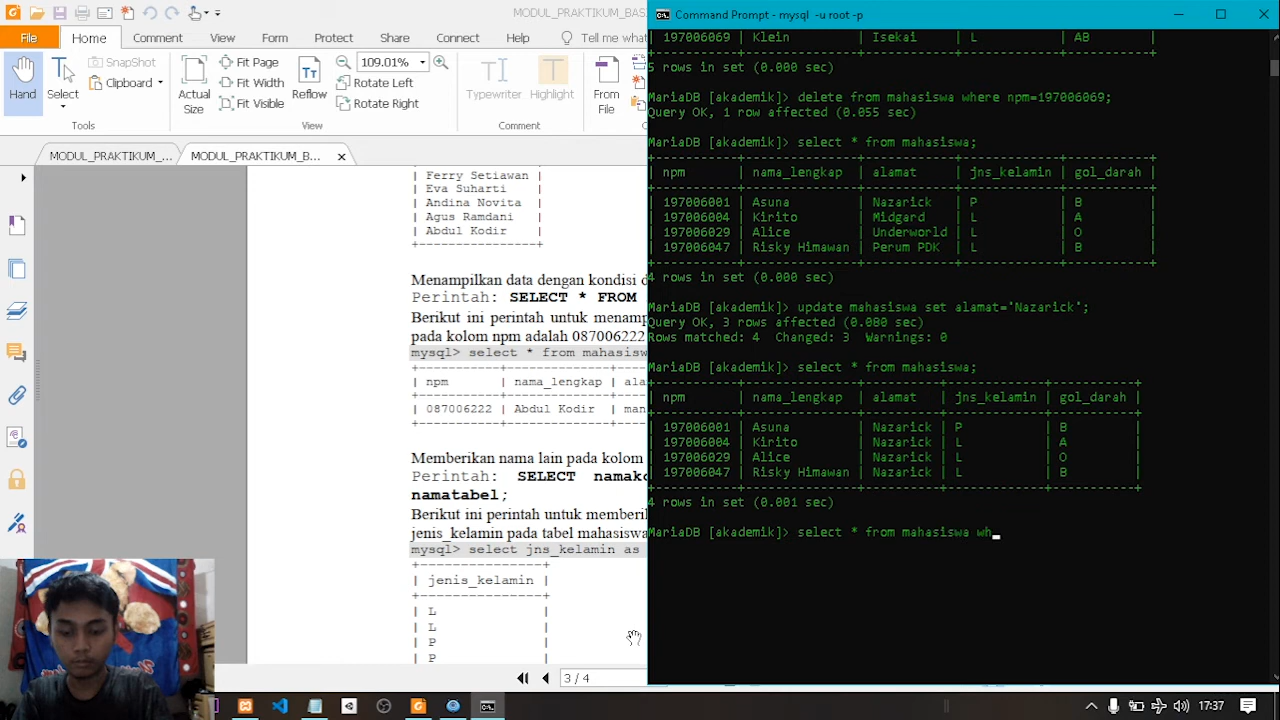 MODUL_PRAKTIKUM_BAS
Command Prompt - mysql  -u root -p
Home
Comment
View
Form
Protect
Share
Connect
Help
Tell me
Hand
Select
SnapShot
Clipboard
Tools
Actual Size
Fit Page
Fit Width
Fit Visible
Reflow
109.01%
Rotate Left
Rotate Right
View
Typewriter
Highlight
Comment
From File
MODUL_PRAKTIKUM_...
MODUL_PRAKTIKUM_B...
| Ferry Setiawan |
| Eva Suharti |
| Andina Novita |
| Agus Ramdani |
| Abdul Kodir |
+----------------+
Menampilkan data dengan kondisi
Perintah: SELECT * FROM
Berikut ini perintah untuk menamp
pada kolom npm adalah 087006222
mysql> select * from mahasisw
| npm | nama_lengkap | ala
| 087006222 | Abdul Kodir | man
Memberikan nama lain pada kolom
Perintah: SELECT namako
namatabel;
Berikut ini perintah untuk memberi
jenis_kelamin pada tabel mahasiswa
mysql> select jns_kelamin as
| jenis_kelamin |
| L |
| L |
| P |
| P |
3 / 4
| 197006069 | Klein | Isekai | L | AB |
5 rows in set (0.000 sec)
MariaDB [akademik]> delete from mahasiswa where npm=197006069;
Query OK, 1 row affected (0.055 sec)
MariaDB [akademik]> select * from mahasiswa;
| npm | nama_lengkap | alamat | jns_kelamin | gol_darah |
| 197006001 | Asuna | Nazarick | P | B |
| 197006004 | Kirito | Midgard | L | A |
| 197006029 | Alice | Underworld | L | O |
| 197006047 | Risky Himawan | Perum PDK | L | B |
4 rows in set (0.000 sec)
MariaDB [akademik]> update mahasiswa set alamat='Nazarick';
Query OK, 3 rows affected (0.080 sec)
Rows matched: 4  Changed: 3  Warnings: 0
MariaDB [akademik]> select * from mahasiswa;
| npm | nama_lengkap | alamat | jns_kelamin | gol_darah |
| 197006001 | Asuna | Nazarick | P | B |
| 197006004 | Kirito | Nazarick | L | A |
| 197006029 | Alice | Nazarick | L | O |
| 197006047 | Risky Himawan | Nazarick | L | B |
4 rows in set (0.001 sec)
MariaDB [akademik]> select * from mahasiswa wh_
17:37